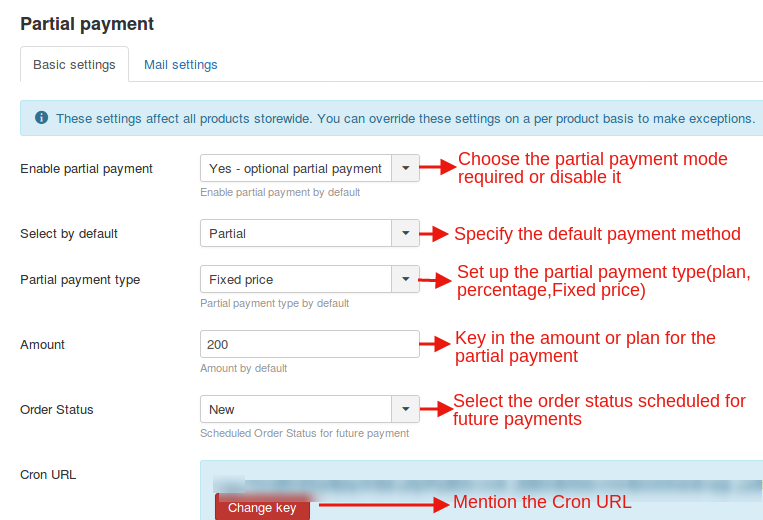 Partial payment
Basic settings
Mail settings
These settings affect all products storewide. You can override these settings on a per product basis to make exceptions.
Enable partial payment
Yes - optional partial payment
Enable partial payment by default
Choose the partial payment mode
required or disable it
Select by default
Partial
Specify the default payment method
Partial payment type
Fixed price
Partial payment type by default
Set up the partial payment type(plan,
percentage,Fixed price)
Amount
200
Amount by default
Key in the amount or plan for the
partial payment
Order Status
New
Scheduled Order Status for future payment
Select the order status scheduled for
future payments
Cron URL
Change key
Mention the Cron URL